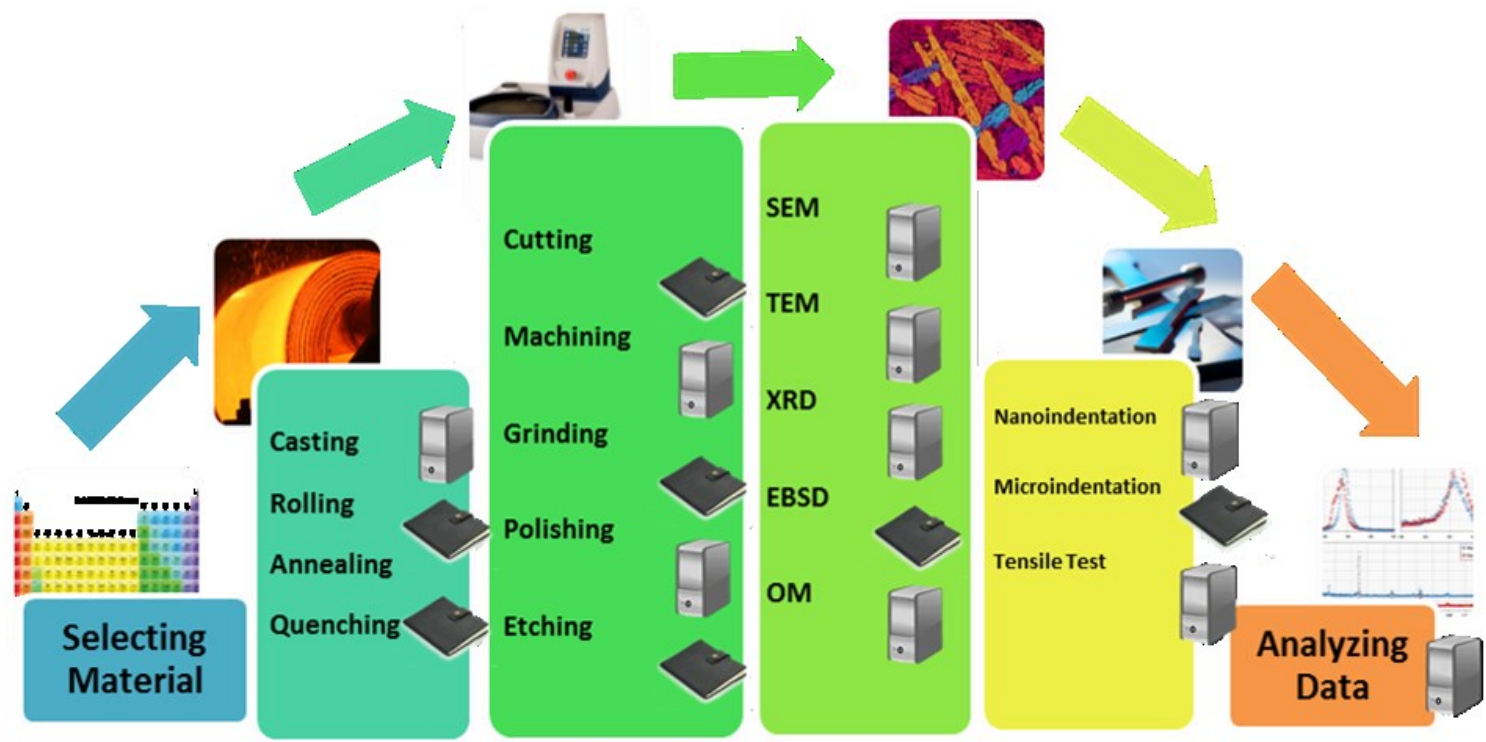 Selecting
Material
Casting
Rolling
Annealing
Quenching
Cutting
Machining
Grinding
Polishing
Etching
SEM
TEM
XRD
EBSD
OM
Nanoindentation
Microindentation
Tensile Test
Analyzing
Data